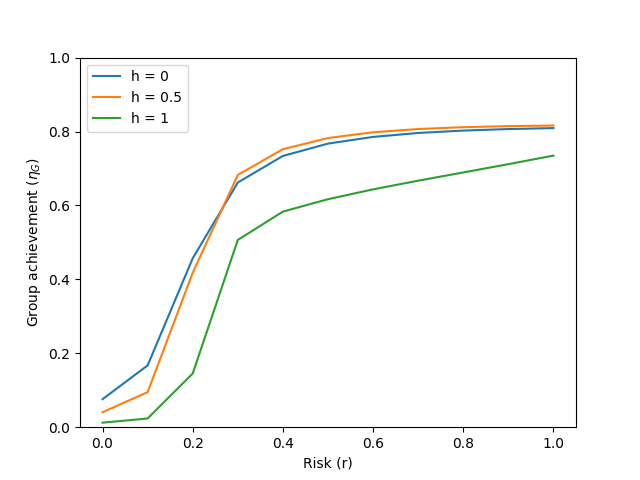 1.0
0.8
0.6
0.4
0.2
0.0
Group achievement (η_G)
h = 0
h = 0.5
h = 1
0.0 0.2 0.4 0.6 0.8 1.0
Risk (r)